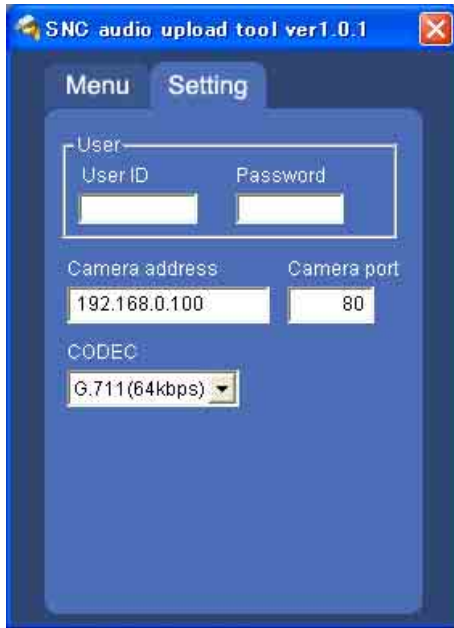 SNC audio upload tool ver1.0.1
Menu Setting
User
User ID Password
Camera address Camera port
192.168.0.100 80
CODEC
G.711(64kbps)